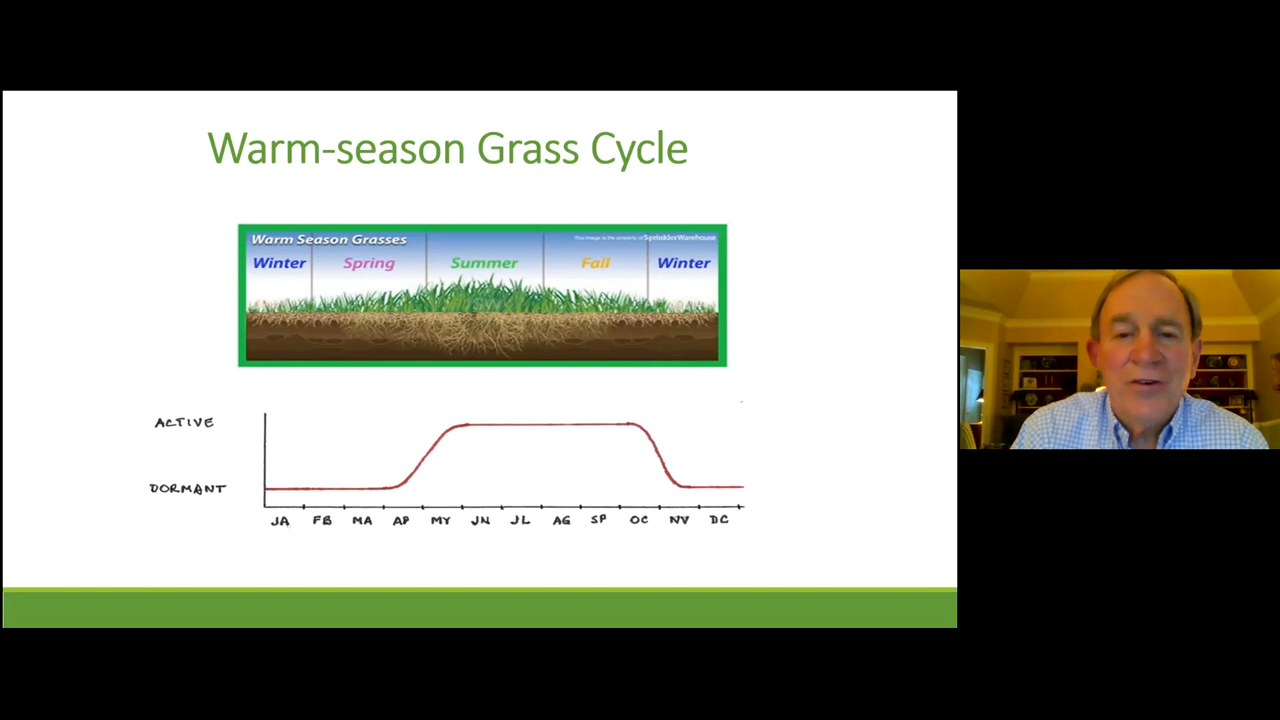 Warm-season Grass Cycle
Warm Season Grasses
This image is the property of SprinklerWarehouse
Winter Spring Summer Fall Winter
ACTIVE
DORMANT
JA FB MA AP MY JN JL AG SP OC NV DC